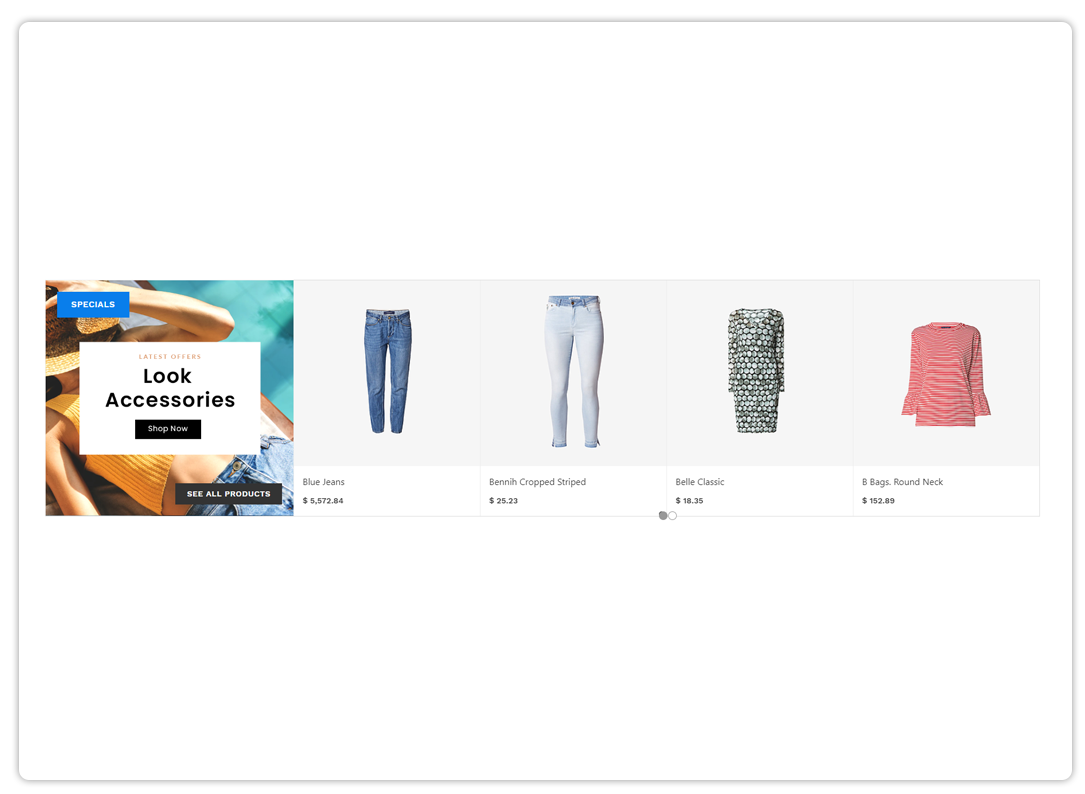 SPECIALS
LATEST OFFERS
Look
Accessories
Shop Now
SEE ALL PRODUCTS
Blue Jeans
$ 5,572.84
Bennih Cropped Striped
$ 25.23
Belle Classic
$ 18.35
B Bags. Round Neck
$ 152.89